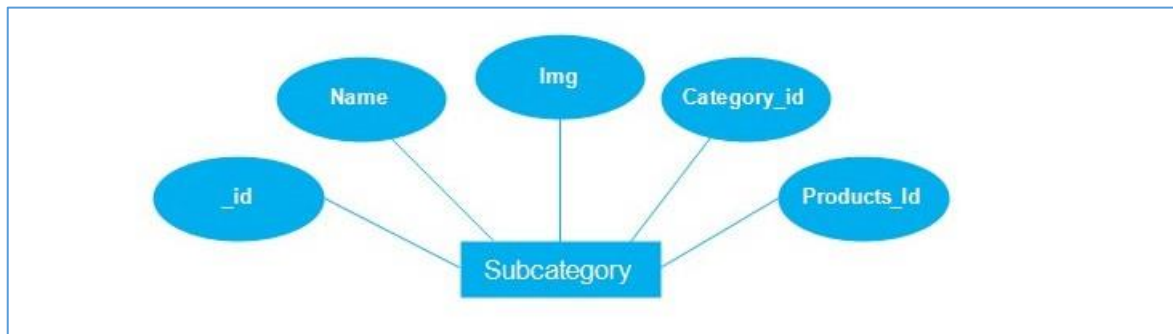 Img
Name
Category_id
_id
Products_Id
Subcategory